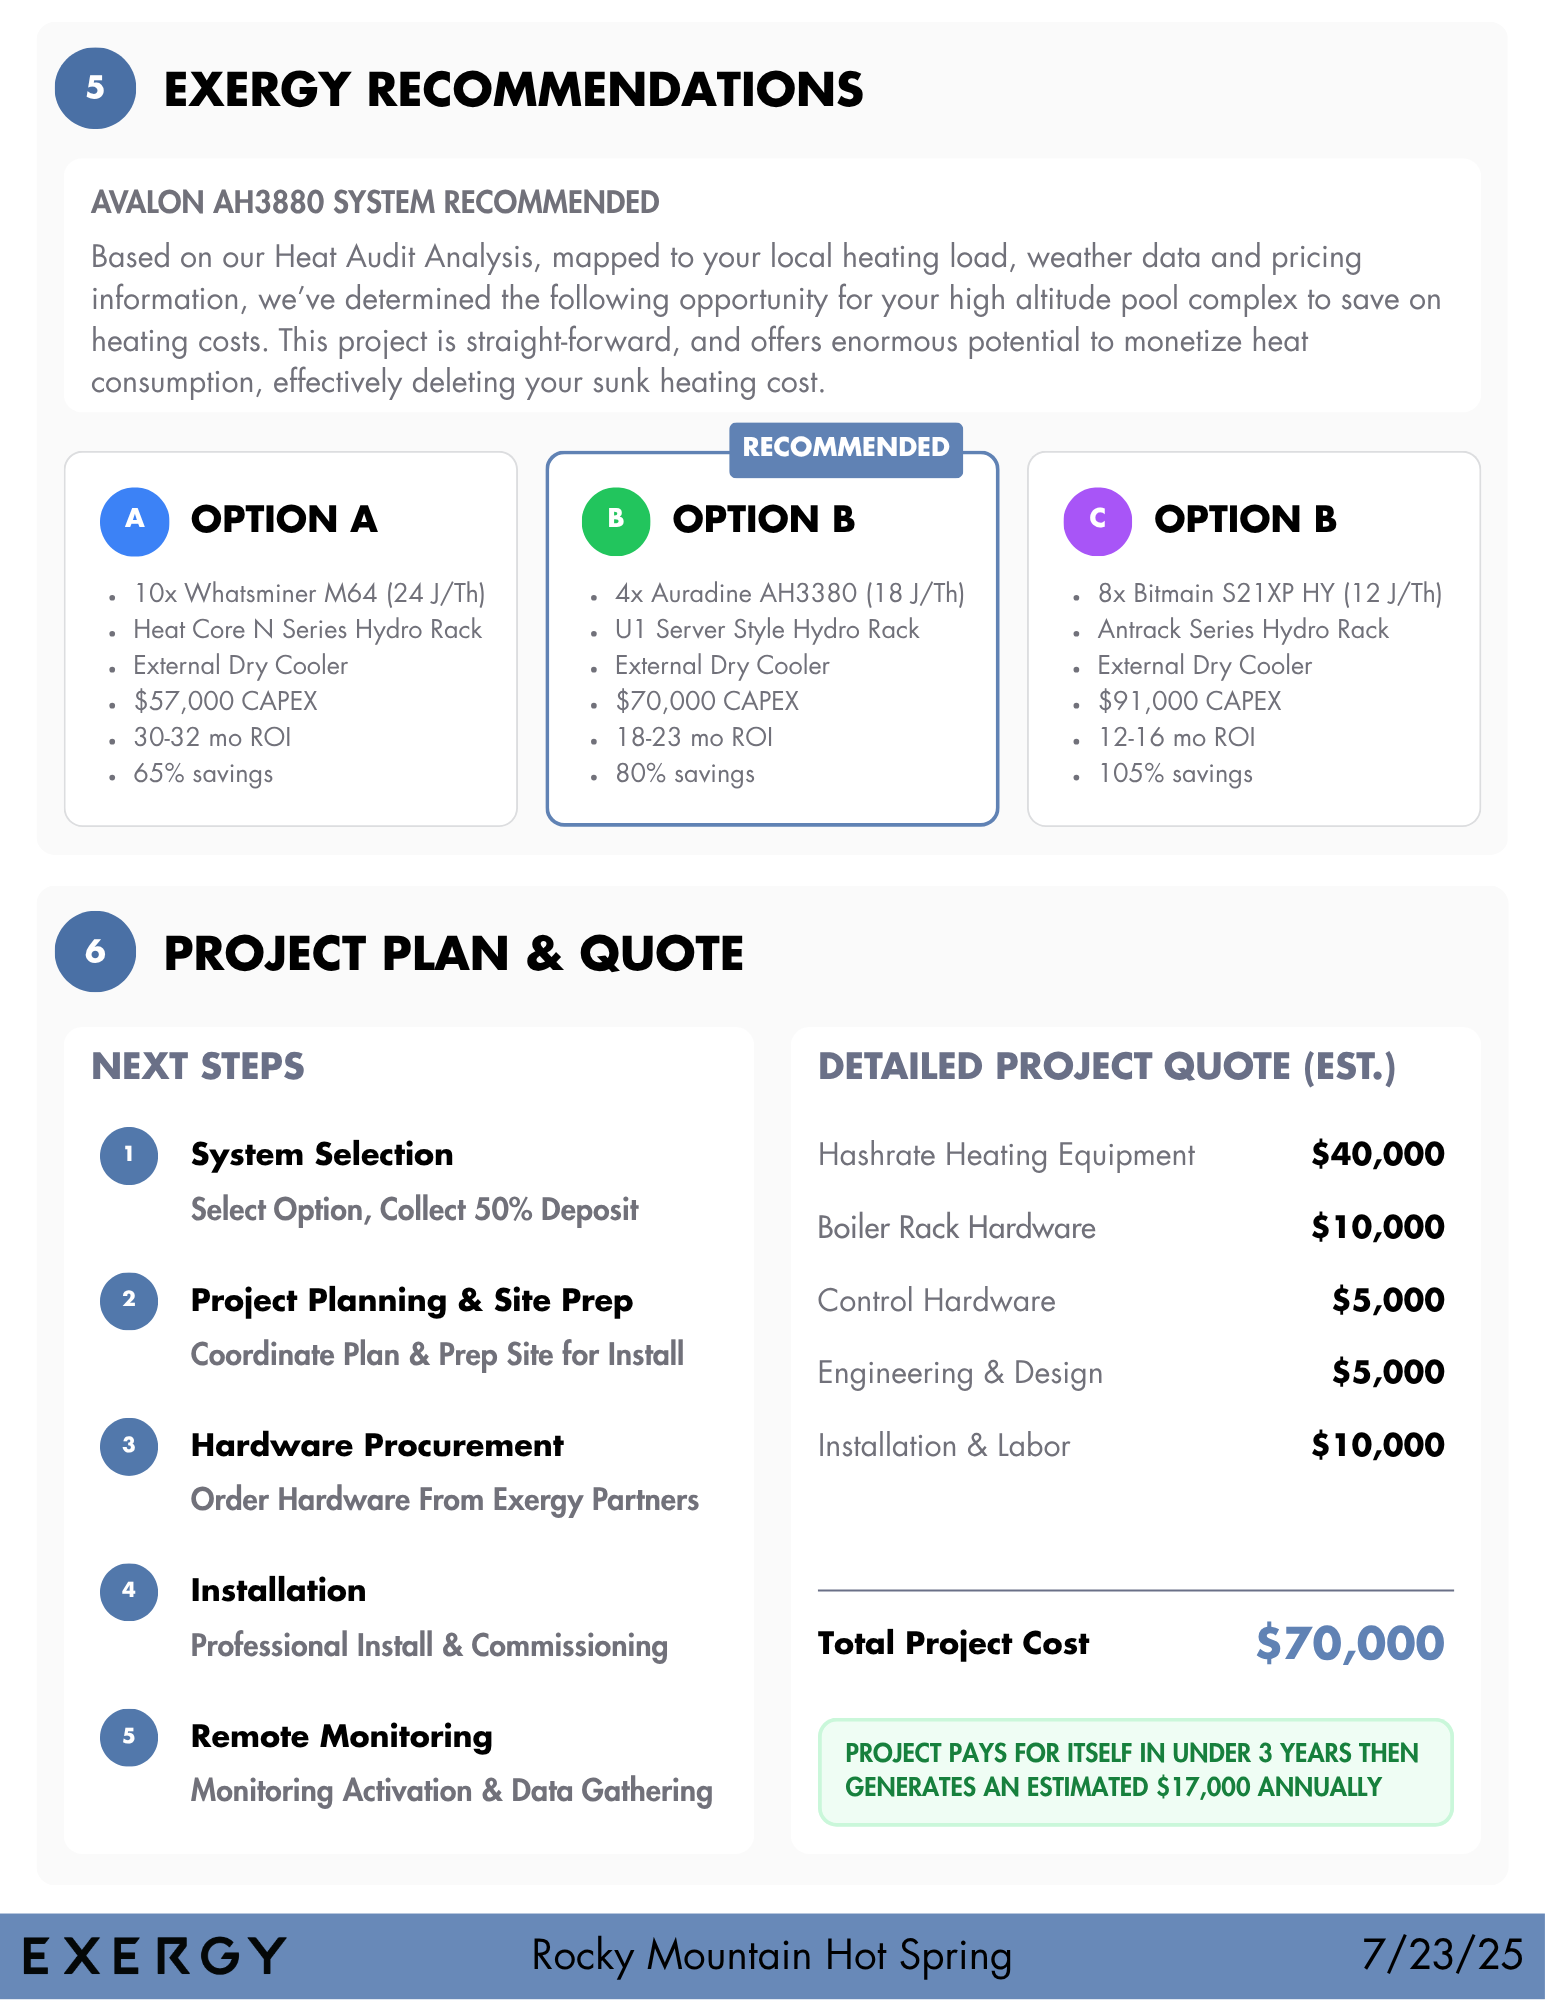 5
EXERGY RECOMMENDATIONS
AVALON AH3880 SYSTEM RECOMMENDED
Based on our Heat Audit Analysis, mapped to your local heating load, weather data and pricing
information, we’ve determined the following opportunity for your high altitude pool complex to save on
heating costs. This project is straight-forward, and offers enormous potential to monetize heat
consumption, effectively deleting your sunk heating cost.
A
OPTION A
• 10x Whatsminer M64 (24 J/Th)
• Heat Core N Series Hydro Rack
• External Dry Cooler
• $57,000 CAPEX
• 30-32 mo ROI
• 65% savings
RECOMMENDED
B
OPTION B
• 4x Auradine AH3380 (18 J/Th)
• U1 Server Style Hydro Rack
• External Dry Cooler
• $70,000 CAPEX
• 18-23 mo ROI
• 80% savings
C
OPTION B
• 8x Bitmain S21XP HY (12 J/Th)
• Antrack Series Hydro Rack
• External Dry Cooler
• $91,000 CAPEX
• 12-16 mo ROI
• 105% savings
6
PROJECT PLAN & QUOTE
NEXT STEPS
1
System Selection
Select Option, Collect 50% Deposit
2
Project Planning & Site Prep
Coordinate Plan & Prep Site for Install
3
Hardware Procurement
Order Hardware From Exergy Partners
4
Installation
Professional Install & Commissioning
5
Remote Monitoring
Monitoring Activation & Data Gathering
DETAILED PROJECT QUOTE (EST.)
Hashrate Heating Equipment $40,000
Boiler Rack Hardware $10,000
Control Hardware $5,000
Engineering & Design $5,000
Installation & Labor $10,000
Total Project Cost $70,000
PROJECT PAYS FOR ITSELF IN UNDER 3 YEARS THEN
GENERATES AN ESTIMATED $17,000 ANNUALLY
EXERGY
Rocky Mountain Hot Spring
7/23/25